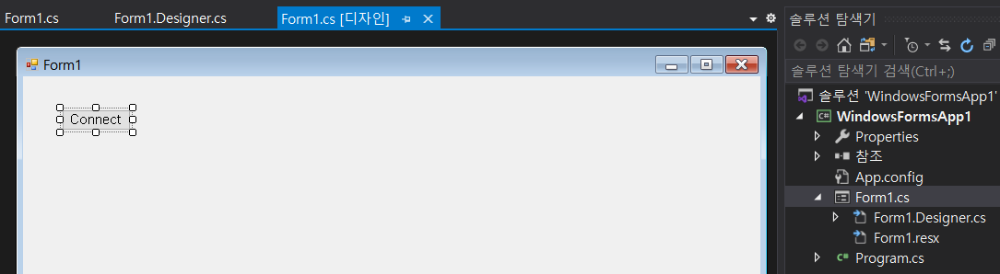 Form1.cs Form1.Designer.cs Form1.cs [디자인]
Form1
Connect
솔루션 탐색기
솔루션 탐색기 검색(Ctrl+;)
솔루션 'WindowsFormsApp1'
C# WindowsFormsApp1
Properties
참조
App.config
Form1.cs
Form1.Designer.cs
Form1.resx
C# Program.cs